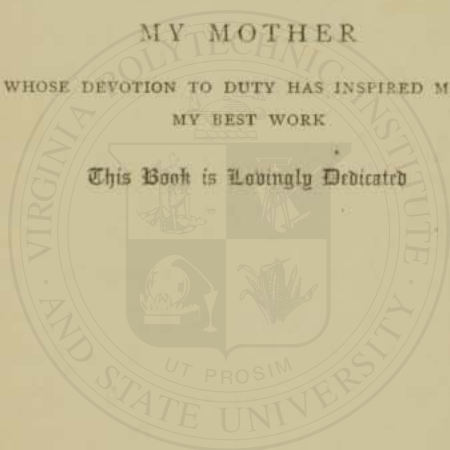 MY MOTHER
WHOSE DEVOTION TO DUTY HAS INSPIRED M
MY BEST WORK
This Book is Lovingly Dedicated
VIRGINIA POLYTECHNIC INSTITUTE
AND STATE UNIVERSITY
UT PROSIM